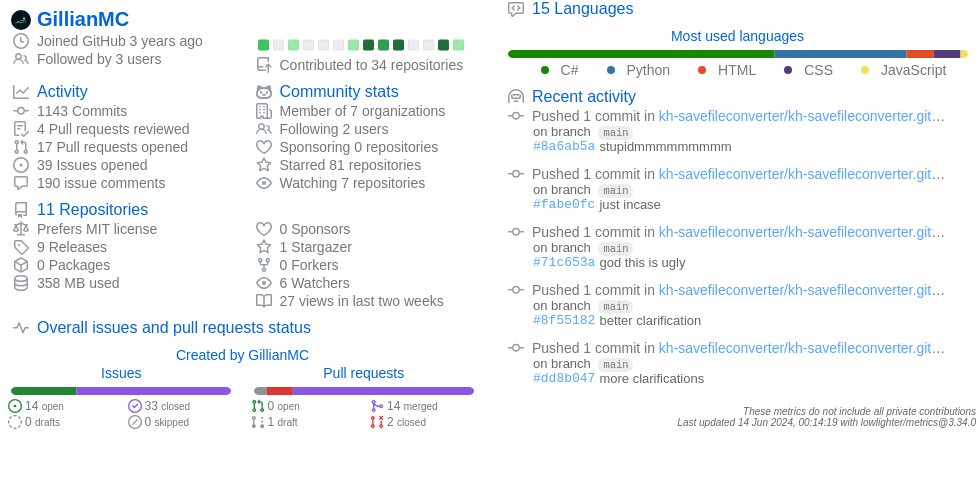 GillianMC
Joined GitHub 3 years ago
Followed by 3 users
Contributed to 34 repositories
Activity
1143 Commits
4 Pull requests reviewed
17 Pull requests opened
39 Issues opened
190 issue comments
Community stats
Member of 7 organizations
Following 2 users
Sponsoring 0 repositories
Starred 81 repositories
Watching 7 repositories
11 Repositories
Prefers MIT license
9 Releases
0 Packages
358 MB used
0 Sponsors
1 Stargazer
0 Forkers
6 Watchers
27 views in last two weeks
Overall issues and pull requests status
Created by GillianMC
Issues
14 open
33 closed
0 drafts
0 skipped
Pull requests
0 open
14 merged
1 draft
2 closed
15 Languages
Most used languages
C# Python HTML CSS JavaScript
Recent activity
Pushed 1 commit in kh-savefileconverter/kh-savefileconverter.git…
on branch main
#8a6ab5a stupidmmmmmmmmm
Pushed 1 commit in kh-savefileconverter/kh-savefileconverter.git…
on branch main
#fabe0fc just incase
Pushed 1 commit in kh-savefileconverter/kh-savefileconverter.git…
on branch main
#71c653a god this is ugly
Pushed 1 commit in kh-savefileconverter/kh-savefileconverter.git…
on branch main
#8f55182 better clarification
Pushed 1 commit in kh-savefileconverter/kh-savefileconverter.git…
on branch main
#dd8b047 more clarifications
These metrics do not include all private contributions
Last updated 14 Jun 2024, 00:14:19 with lowlighter/metrics@3.34.0